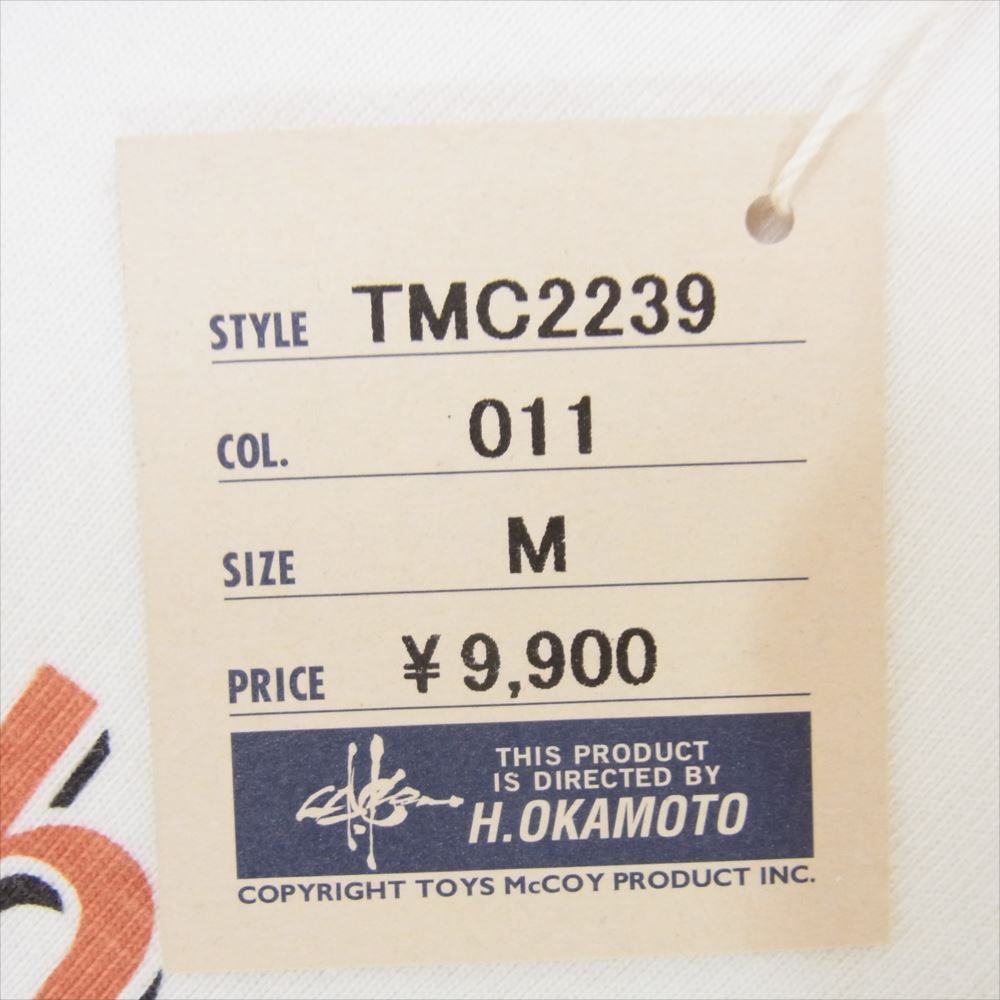 STYLE TMC2239
COL. 011
SIZE M
PRICE ¥9,900
THIS PRODUCT
IS DIRECTED BY
H.OKAMOTO
COPYRIGHT TOYS McCOY PRODUCT INC.